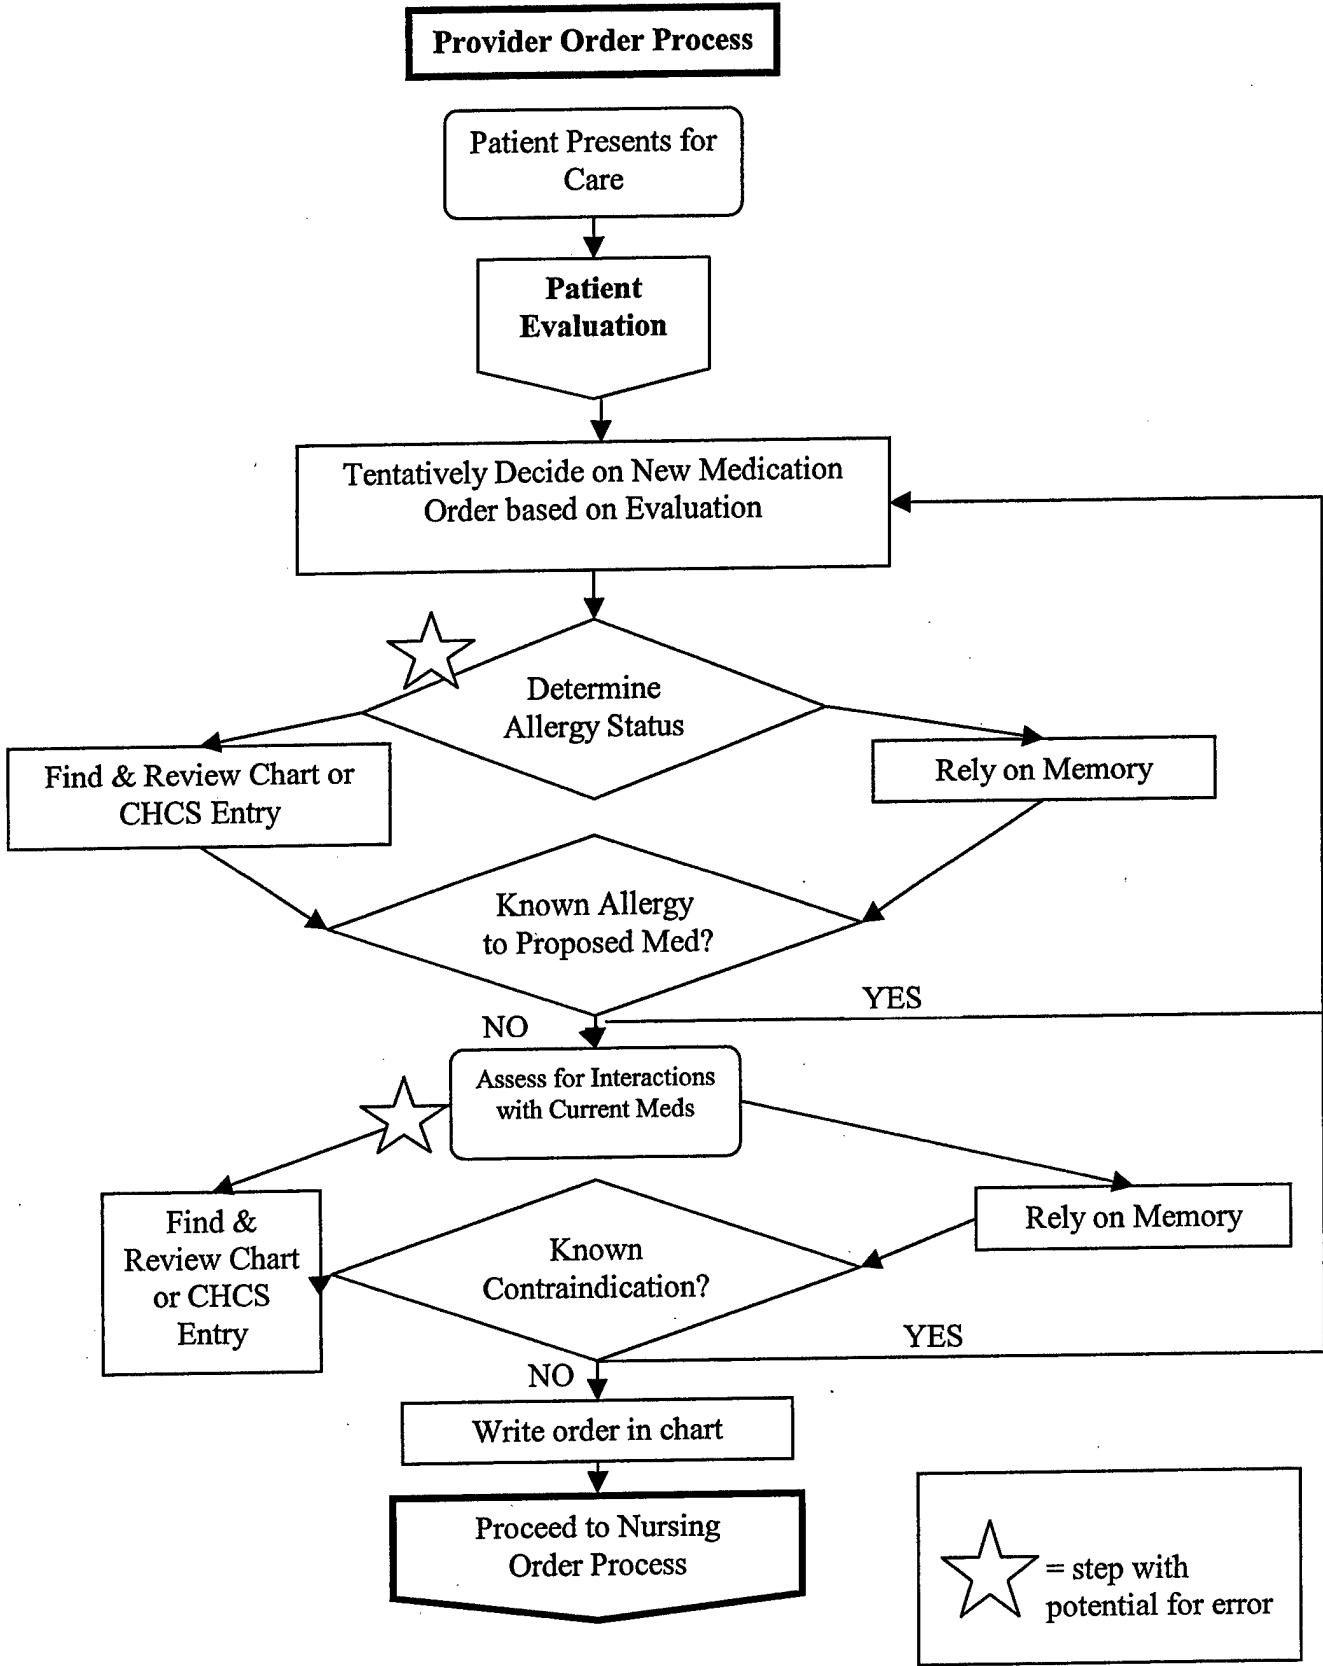 Provider Order Process
Patient Presents for
Care
Patient
Evaluation
Tentatively Decide on New Medication
Order based on Evaluation
Determine
Allergy Status
Find & Review Chart or
CHCS Entry
Rely on Memory
Known Allergy
to Proposed Med?
YES
NO
Assess for Interactions
with Current Meds
Find &
Review Chart
or CHCS
Entry
Known
Contraindication?
Rely on Memory
YES
NO
Write order in chart
Proceed to Nursing
Order Process
= step with
potential for error